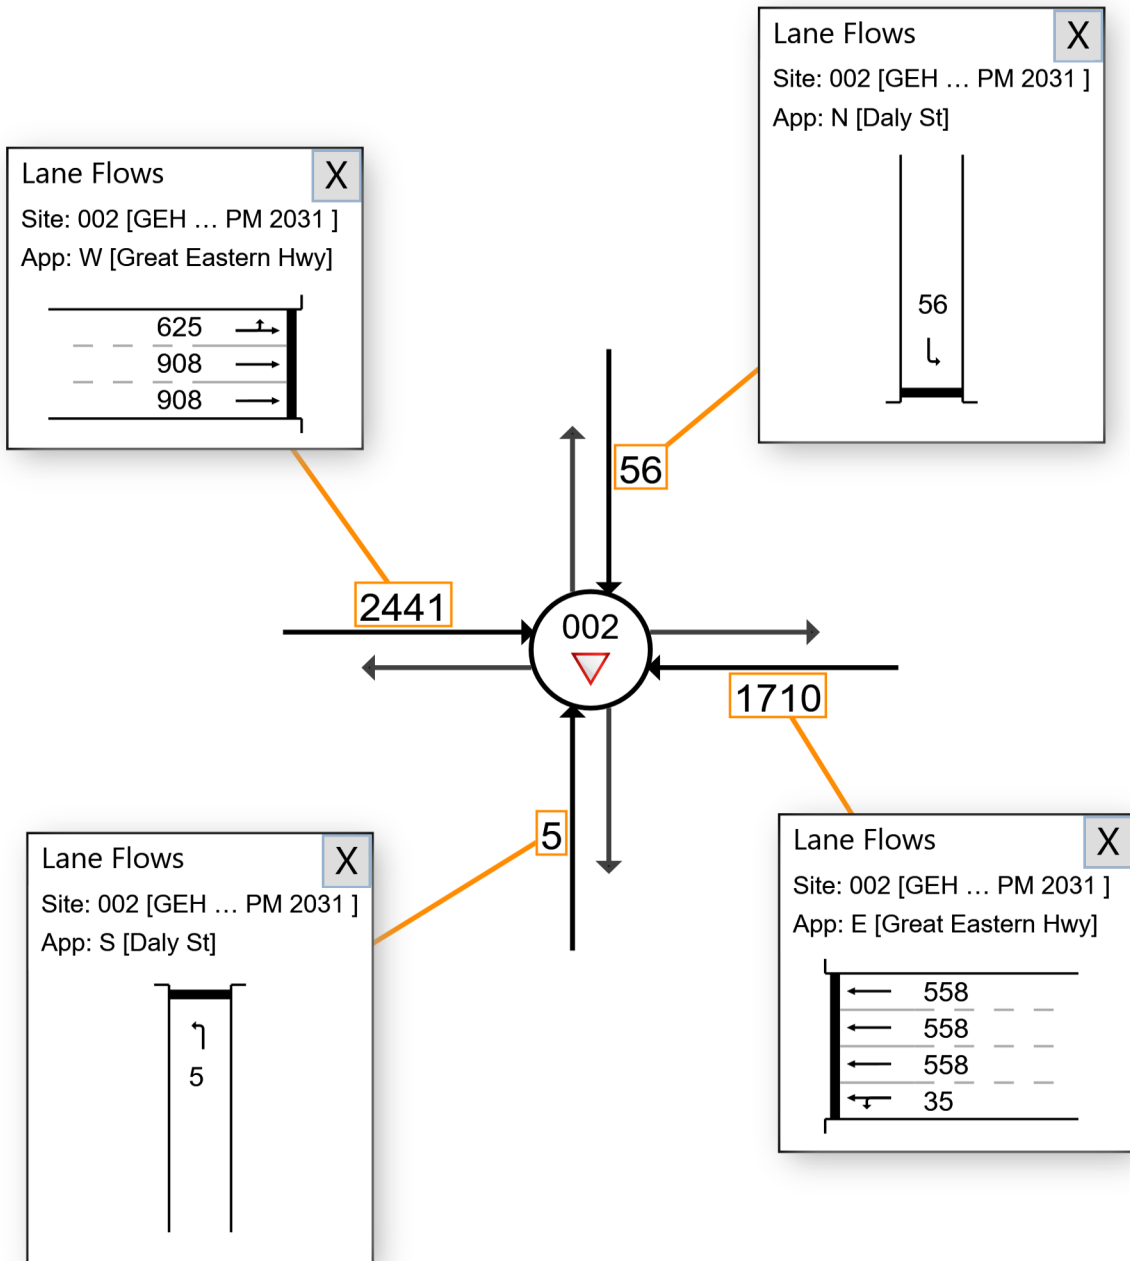 Lane Flows
X
Site: 002 [GEH ... PM 2031 ]
App: N [Daly St]
56
Lane Flows
X
Site: 002 [GEH ... PM 2031 ]
App: W [Great Eastern Hwy]
625
908
908
56
2441
002
1710
5
Lane Flows
X
Site: 002 [GEH ... PM 2031 ]
App: S [Daly St]
5
Lane Flows
X
Site: 002 [GEH ... PM 2031 ]
App: E [Great Eastern Hwy]
558
558
558
35